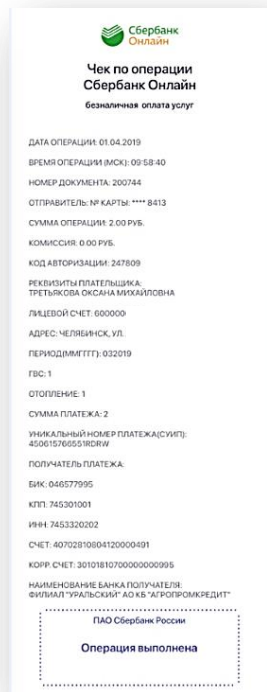 Сбербанк
Онлайн
Чек по операции
Сбербанк Онлайн
безналичная оплата услуг
ДАТА ОПЕРАЦИИ: 01.04.2019
ВРЕМЯ ОПЕРАЦИИ (МСК): 09:58:40
НОМЕР ДОКУМЕНТА: 200744
ОТПРАВИТЕЛЬ: № КАРТЫ: **** 8413
СУММА ОПЕРАЦИИ: 2.00 РУБ.
КОМИССИЯ: 0.00 РУБ.
КОД АВТОРИЗАЦИИ: 247809
РЕКВИЗИТЫ ПЛАТЕЛЬЩИКА:
ТРЕТЬЯКОВА ОКСАНА МИХАЙЛОВНА
ЛИЦЕВОЙ СЧЕТ: 600000
АДРЕС: ЧЕЛЯБИНСК, УЛ.
ПЕРИОД(ММГГГГ): 032019
ГВС: 1
ОТОПЛЕНИЕ: 1
СУММА ПЛАТЕЖА: 2
УНИКАЛЬНЫЙ НОМЕР ПЛАТЕЖА(СУИП):
450615766551RDRW
ПОЛУЧАТЕЛЬ ПЛАТЕЖА:
БИК: 046577995
КПП: 745301001
ИНН: 7453320202
СЧЕТ: 40702810804120000491
КОРР. СЧЕТ: 30101810700000000995
НАИМЕНОВАНИЕ БАНКА ПОЛУЧАТЕЛЯ:
ФИЛИАЛ "УРАЛЬСКИЙ" АО КБ "АГРОПРОМКРЕДИТ"
ПАО Сбербанк России
Операция выполнена